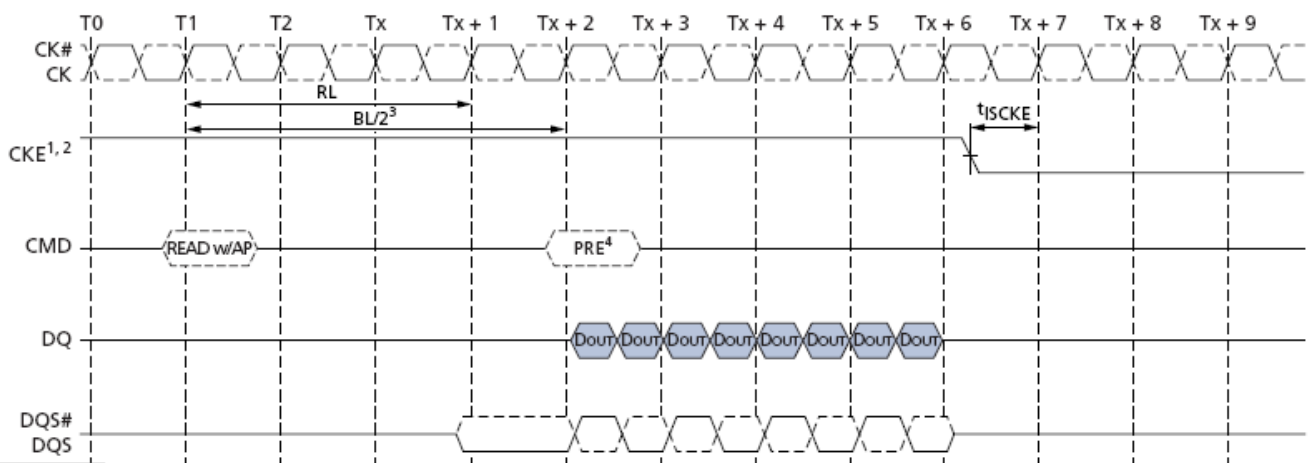 T0 T1 T2 Tx Tx + 1 Tx + 2 Tx + 3 Tx + 4 Tx + 5 Tx + 6 Tx + 7 Tx + 8 Tx + 9
CK#
CK
RL
BL/2³
tISCKE
CKE¹,²
CMD READ w/AP PRE⁴
DQ DOUT DOUT DOUT DOUT DOUT DOUT DOUT DOUT
DQS#
DQS